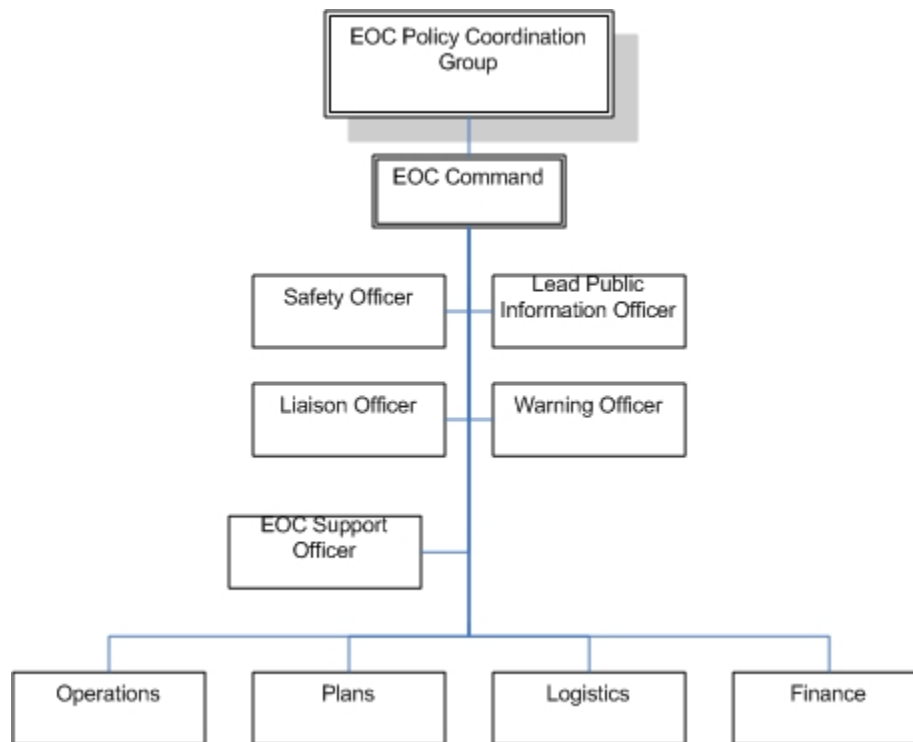 EOC Policy Coordination
Group
EOC Command
Safety Officer
Lead Public
Information Officer
Liaison Officer
Warning Officer
EOC Support
Officer
Operations
Plans
Logistics
Finance